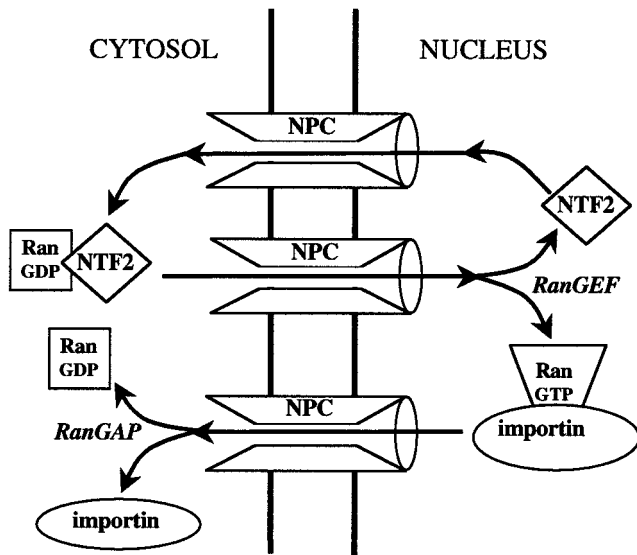 CYTOSOL
NUCLEUS
NPC
NTF2
Ran
GDP
NTF2
NPC
RanGEF
Ran
GDP
Ran
GTP
NPC
importin
RanGAP
importin